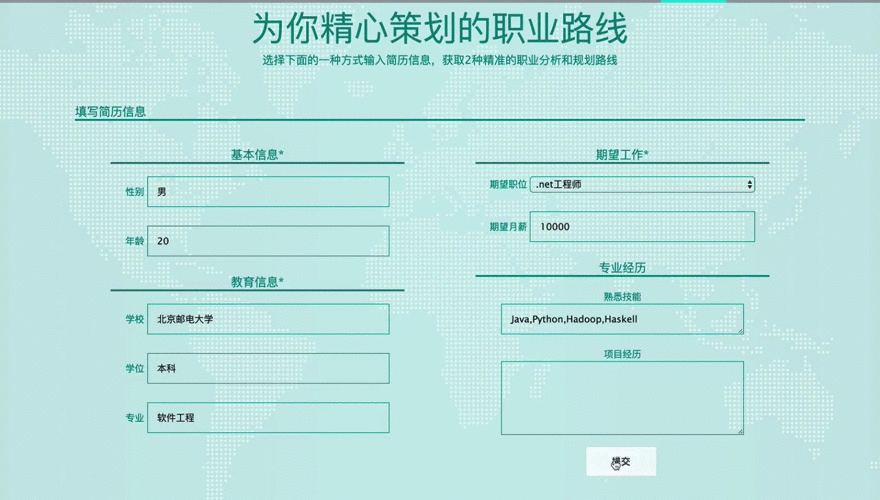 为你精心策划的职业路线
选择下面的一种方式输入简历信息，获取2种精准的职业分析和规划路线
填写简历信息
基本信息*
性别 男
年龄 20
教育信息*
学校 北京邮电大学
学位 本科
专业 软件工程
期望工作*
期望职位 .net工程师
期望月薪 10000
专业经历
熟悉技能
Java,Python,Hadoop,Haskell
项目经历
提交